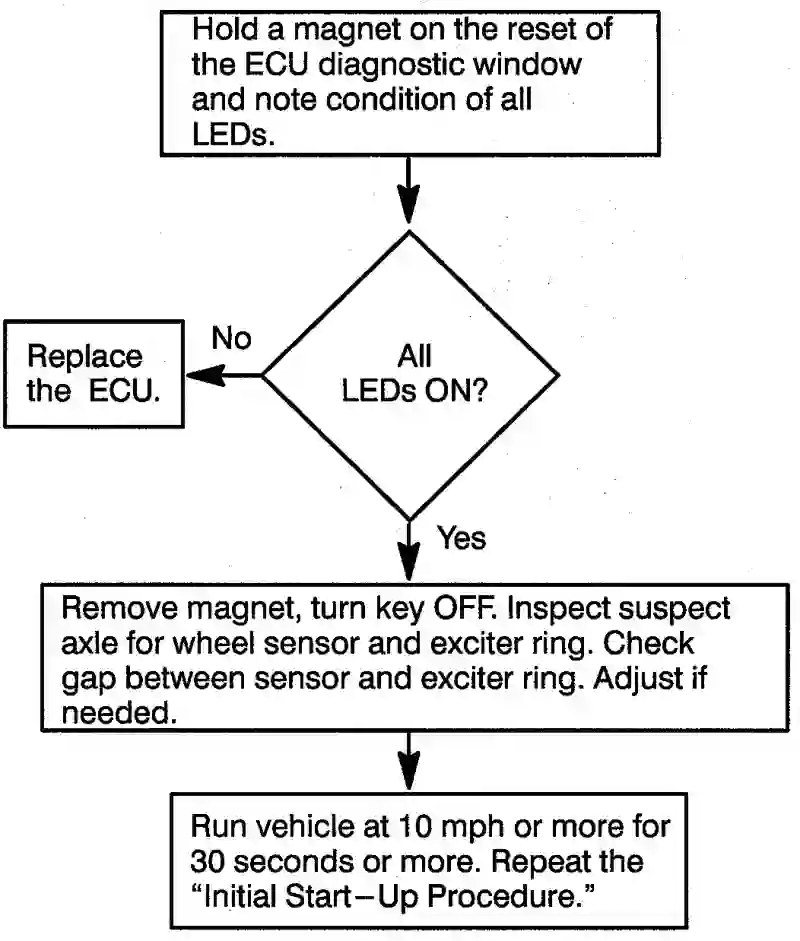 Hold a magnet on the reset of
the ECU diagnostic window
and note condition of all
LEDs.
No
All
LEDs ON?
Replace
the ECU.
Yes
Remove magnet, turn key OFF. Inspect suspect
axle for wheel sensor and exciter ring. Check
gap between sensor and exciter ring. Adjust if
needed.
Run vehicle at 10 mph or more for
30 seconds or more. Repeat the
“Initial Start–Up Procedure.”